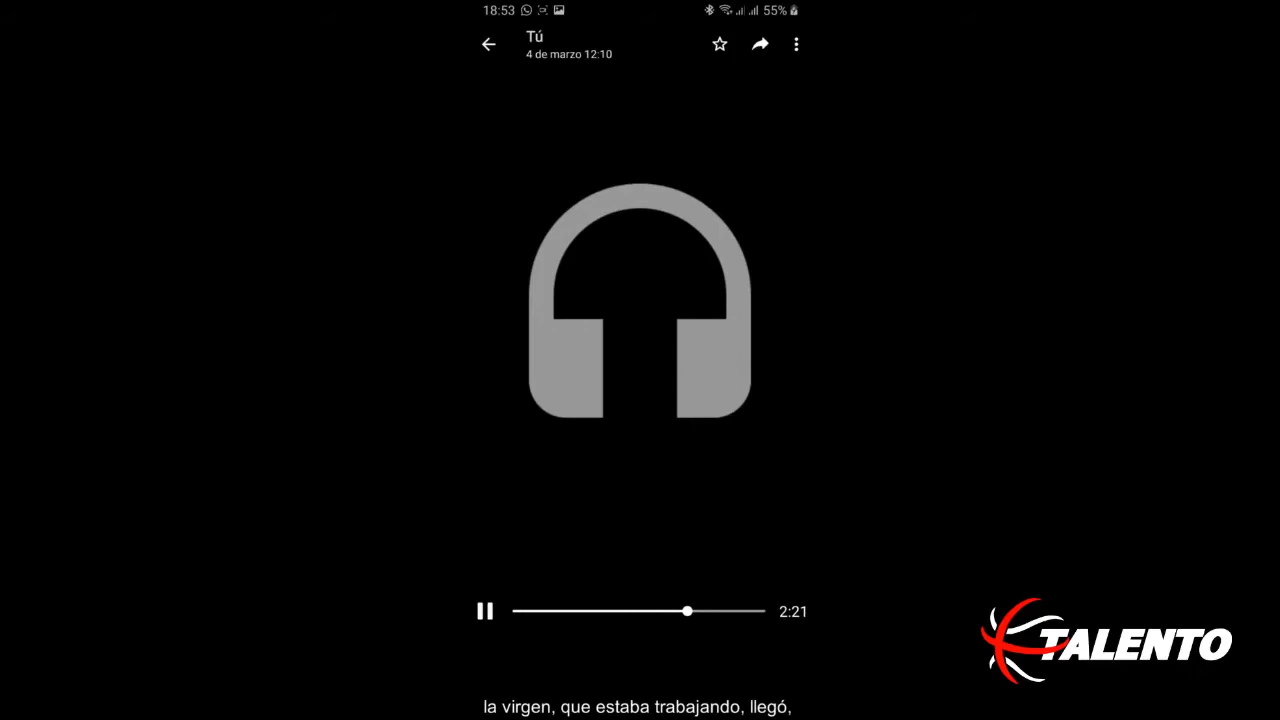 18:53 55%
Tú
4 de marzo 12:10
2:21
TALENTO
la virgen, que estaba trabajando, llegó,